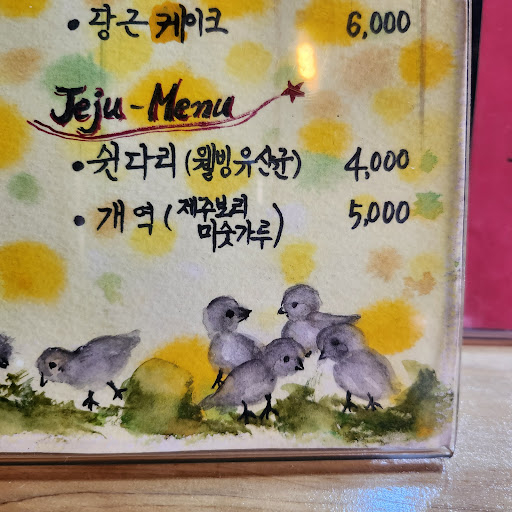 • 당근 케이크 6,000
Jeju-Menu
• 쉰다리 (웰빙유산균) 4,000
• 개역 (제주보리 미숫가루) 5,000